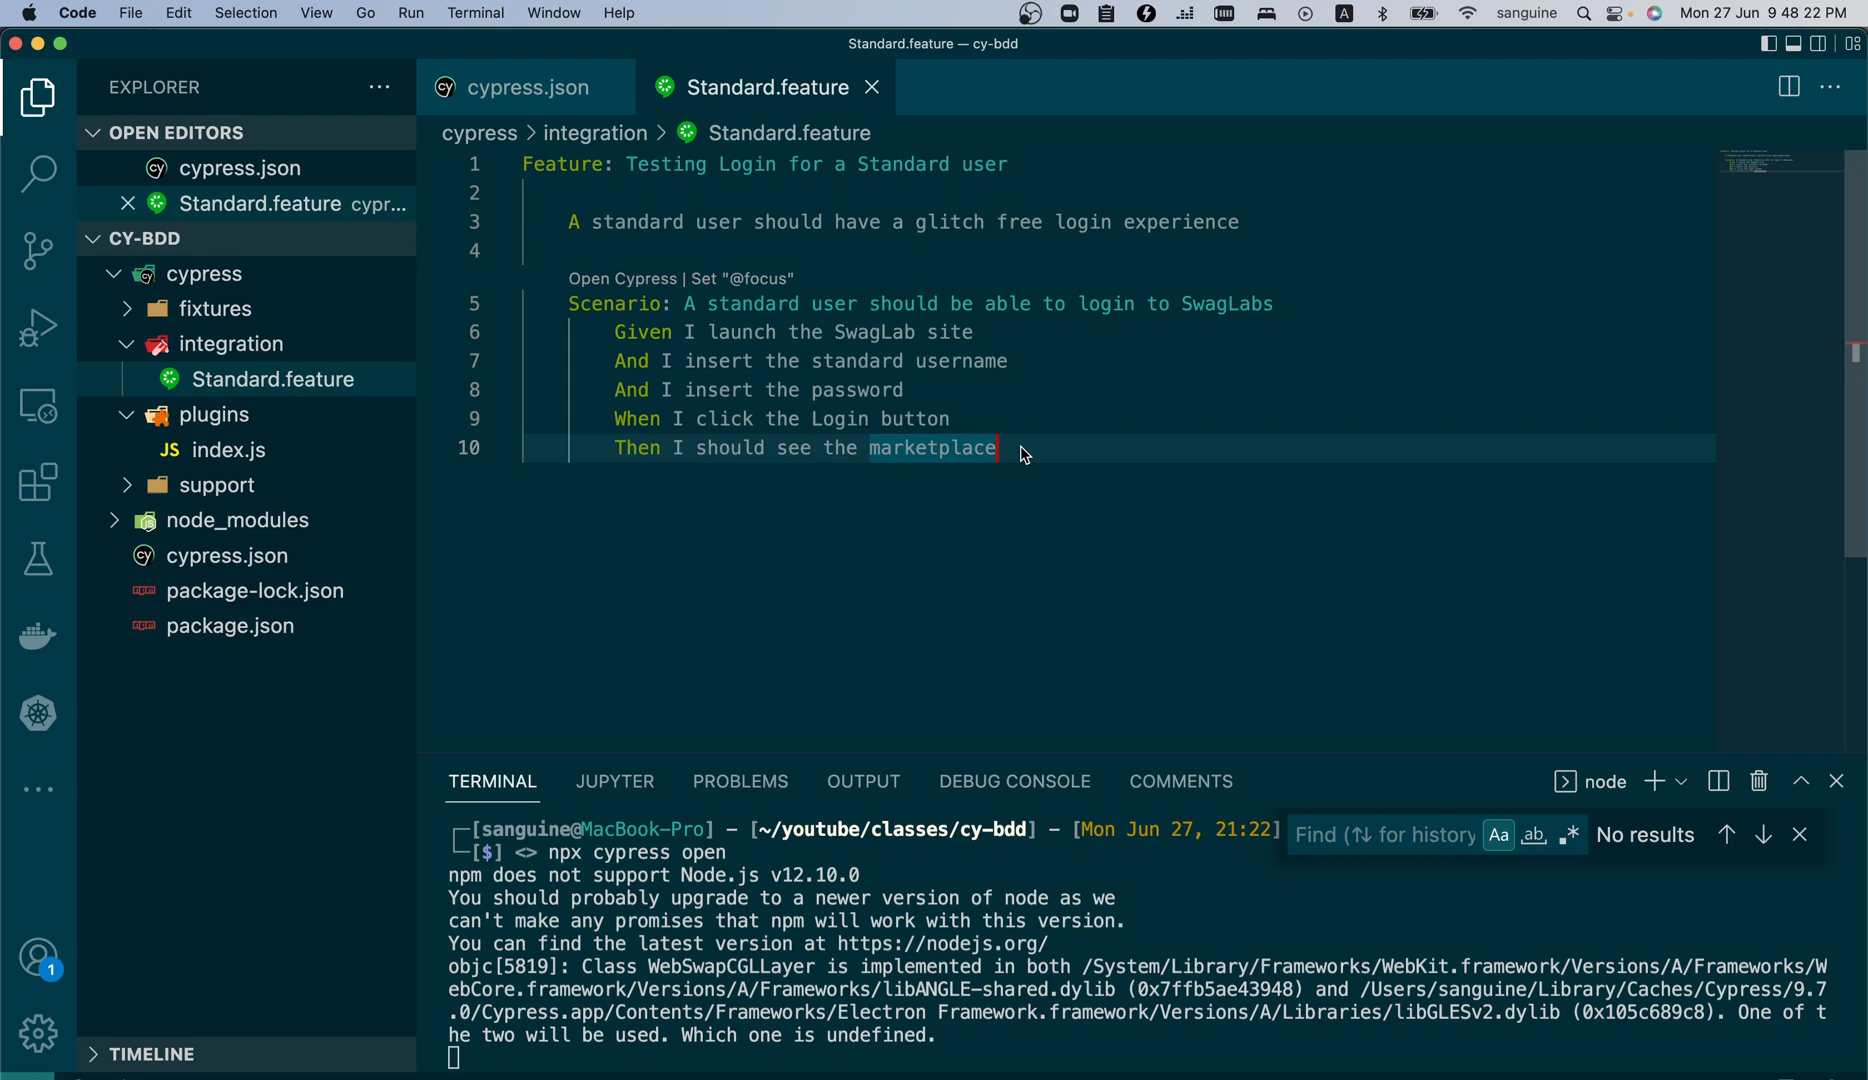 Code File Edit Selection View Go Run Terminal Window Help A sanguine Mon 27 Jun 9 48 22 PM
Standard.feature — cy-bdd
EXPLORER ...
cypress.json
Standard.feature
OPEN EDITORS
cypress.json
Standard.feature cypr...
CY-BDD
cypress
fixtures
integration
Standard.feature
plugins
JS index.js
support
node_modules
cypress.json
package-lock.json
package.json
TIMELINE
1
cypress > integration > Standard.feature
1 Feature: Testing Login for a Standard user
2
3 A standard user should have a glitch free login experience
4
Open Cypress | Set "@focus"
5 Scenario: A standard user should be able to login to SwagLabs
6 Given I launch the SwagLab site
7 And I insert the standard username
8 And I insert the password
9 When I click the Login button
10 Then I should see the marketplace
TERMINAL JUPYTER PROBLEMS OUTPUT DEBUG CONSOLE COMMENTS node
Find (⇅ for history Aa ab .* No results
┌─[sanguine@MacBook-Pro] - [~/youtube/classes/cy-bdd] - [Mon Jun 27, 21:22]
└─[$] <> npx cypress open
npm does not support Node.js v12.10.0
You should probably upgrade to a newer version of node as we
can't make any promises that npm will work with this version.
You can find the latest version at https://nodejs.org/
objc[5819]: Class WebSwapCGLLayer is implemented in both /System/Library/Frameworks/WebKit.framework/Versions/A/Frameworks/W
ebCore.framework/Versions/A/Frameworks/libANGLE-shared.dylib (0x7ffb5ae43948) and /Users/sanguine/Library/Caches/Cypress/9.7
.0/Cypress.app/Contents/Frameworks/Electron Framework.framework/Versions/A/Libraries/libGLESv2.dylib (0x105c689c8). One of t
he two will be used. Which one is undefined.